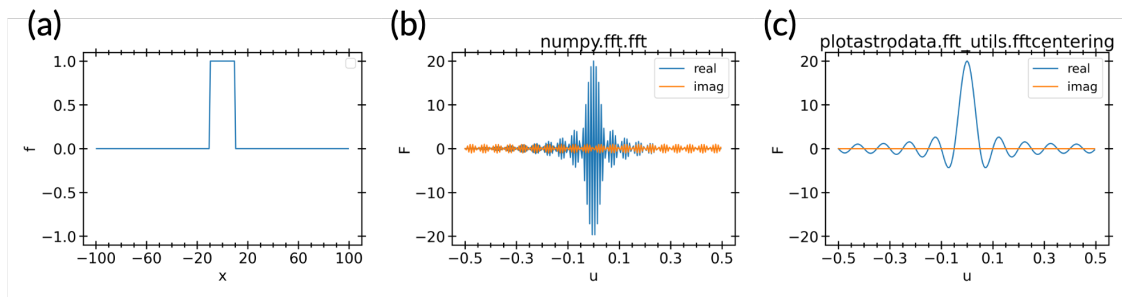 (a)
f
1.0
0.5
0.0
−0.5
−1.0
−100 −60 −20 20 60 100
x
(b)
numpy.fft.fft
F
20
10
0
−10
−20
real
imag
−0.5 −0.3 −0.1 0.1 0.3 0.5
u
(c)
plotastrodata.fft_utils.fftcentering
F
20
10
0
−10
−20
real
imag
−0.5 −0.3 −0.1 0.1 0.3 0.5
u